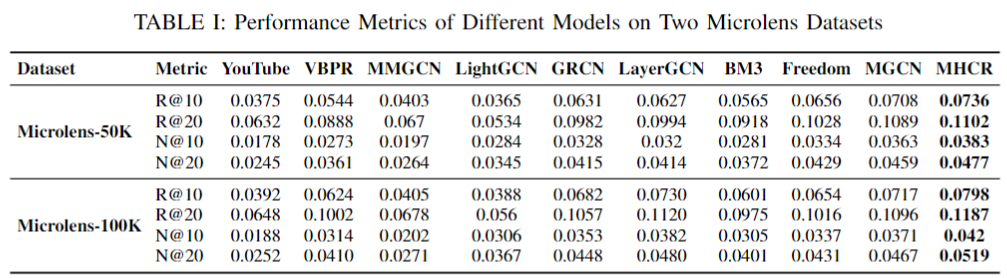 TABLE I: Performance Metrics of Different Models on Two Microlens Datasets
Dataset Metric YouTube VBPR MMGCN LightGCN GRCN LayerGCN BM3 Freedom MGCN MHCR
Microlens-50K
R@10 0.0375 0.0544 0.0403 0.0365 0.0631 0.0627 0.0565 0.0656 0.0708 0.0736
R@20 0.0632 0.0888 0.067 0.0534 0.0982 0.0994 0.0918 0.1028 0.1089 0.1102
N@10 0.0178 0.0273 0.0197 0.0284 0.0328 0.032 0.0281 0.0334 0.0363 0.0383
N@20 0.0245 0.0361 0.0264 0.0345 0.0415 0.0414 0.0372 0.0429 0.0459 0.0477
Microlens-100K
R@10 0.0392 0.0624 0.0405 0.0388 0.0682 0.0730 0.0601 0.0654 0.0717 0.0798
R@20 0.0648 0.1002 0.0678 0.056 0.1057 0.1120 0.0975 0.1016 0.1096 0.1187
N@10 0.0188 0.0314 0.0202 0.0306 0.0353 0.0382 0.0305 0.0337 0.0371 0.042
N@20 0.0252 0.0410 0.0271 0.0367 0.0448 0.0480 0.0401 0.0431 0.0467 0.0519